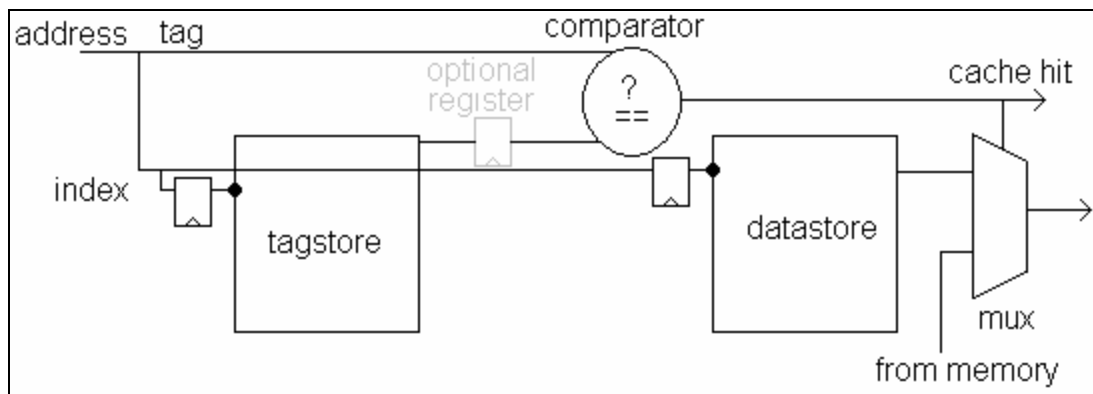 address tag
comparator
optional
register
?
==
cache hit
index
tagstore
datastore
mux
from memory